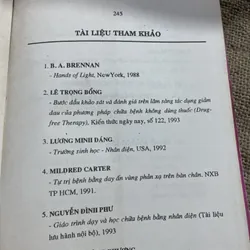 245
TÀI LIỆU THAM KHẢO
1. B. A. BRENNAN
- Hands of Light, NewYork, 1988
2. LÊ TRỌNG BỔNG
- Bước đầu khảo sát và đánh giá trên lâm sàng tác dụng giảm
đau của phương pháp chữa bệnh không dùng thuốc (Drag-
free Therapy), Kiến thức ngày nay, số 122, 1993
3. LƯƠNG MINH ĐÁNG
- Trường sinh học - Nhân điện, USA, 1992
4. MILDRED CARTER
- Tự trị bệnh bằng day ấn vùng phản xạ trên bàn chân. NXB
TP HCM, 1991.
5. NGUYỄN ĐÌNH PHƯ
- Giáo trình dạy và học chữa bệnh bằng nhân điện (Tài liệu
lưu hành nội bộ), 1993